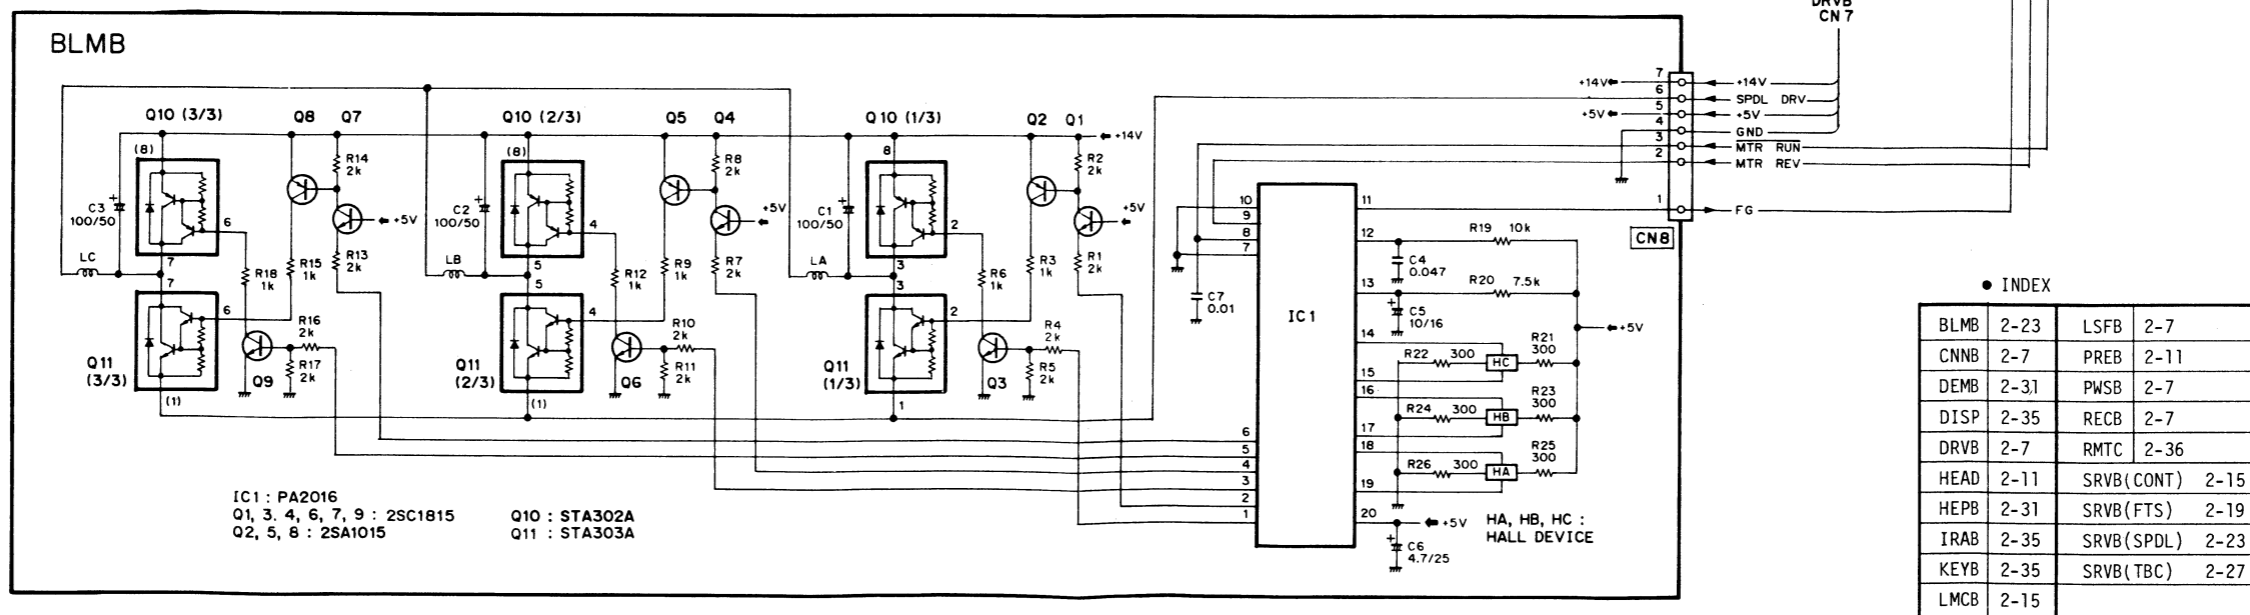 DRVB
CN7
BLMB
+14V
7
+14V
6
SPDL DRV
+5V
5
+5V
4
GND
3
MTR RUN
2
MTR REV
1
FG
CN8
Q10 (3/3)
Q8
Q7
Q10 (2/3)
Q5
Q4
Q10 (1/3)
Q2
Q1
+14V
(8)
R14
2k
+5V
C3
100/50
+
6
LC
7
R18
1k
R15
1k
R13
2k
7
6
R16
2k
R17
2k
Q9
Q11
(3/3)
(1)
(8)
R8
2k
+5V
C2
100/50
+
4
LB
5
R12
1k
R9
1k
R7
2k
5
4
R10
2k
R11
2k
Q6
Q11
(2/3)
(1)
8
R2
2k
+5V
C1
100/50
+
2
LA
3
R6
1k
R3
1k
R1
2k
3
2
R4
2k
R5
2k
Q3
Q11
(1/3)
1
C7
0.01
IC1
10
9
8
7
6
5
4
3
2
1
11
12
13
14
15
16
17
18
19
20
R19 10k
C4
0.047
R20 7.5k
+
C5
10/16
+5V
R22 300
HC
R21
300
R24 300
HB
R23
300
R26 300
HA
R25
300
+5V
+
C6
4.7/25
HA, HB, HC :
HALL DEVICE
IC1 : PA2016
Q1, 3. 4, 6, 7, 9 : 2SC1815
Q2, 5, 8 : 2SA1015
Q10 : STA302A
Q11 : STA303A
● INDEX
BLMB 2-23 LSFB 2-7
CNNB 2-7 PREB 2-11
DEMB 2-31 PWSB 2-7
DISP 2-35 RECB 2-7
DRVB 2-7 RMTC 2-36
HEAD 2-11 SRVB(CONT) 2-15
HEPB 2-31 SRVB(FTS) 2-19
IRAB 2-35 SRVB(SPDL) 2-23
KEYB 2-35 SRVB(TBC) 2-27
LMCB 2-15